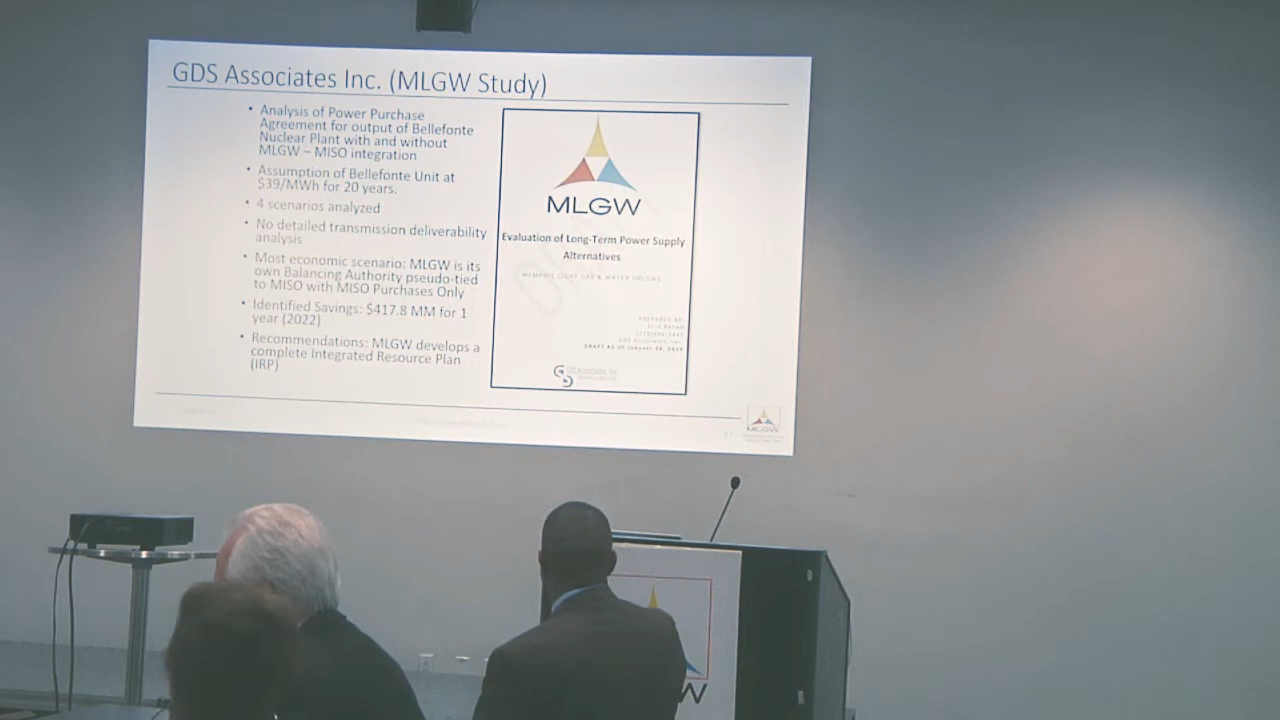 GDS Associates Inc. (MLGW Study)
• Analysis of Power Purchase
Agreement for output of Bellefonte
Nuclear Plant with and without
MLGW – MISO integration
• Assumption of Bellefonte Unit at
$39/MWh for 20 years.
• 4 scenarios analyzed
• No detailed transmission deliverability
analysis
• Most economic scenario: MLGW is its
own Balancing Authority pseudo-tied
to MISO with MISO Purchases Only
• Identified Savings: $417.8 MM for 1
year (2022)
• Recommendations: MLGW develops a
complete Integrated Resource Plan
(IRP)
MLGW
Evaluation of Long-Term Power Supply
Alternatives
MEMPHIS LIGHT GAS & WATER (MLGW)
PREPARED BY:
GDS ASSOCIATES, INC.
MLGW
W